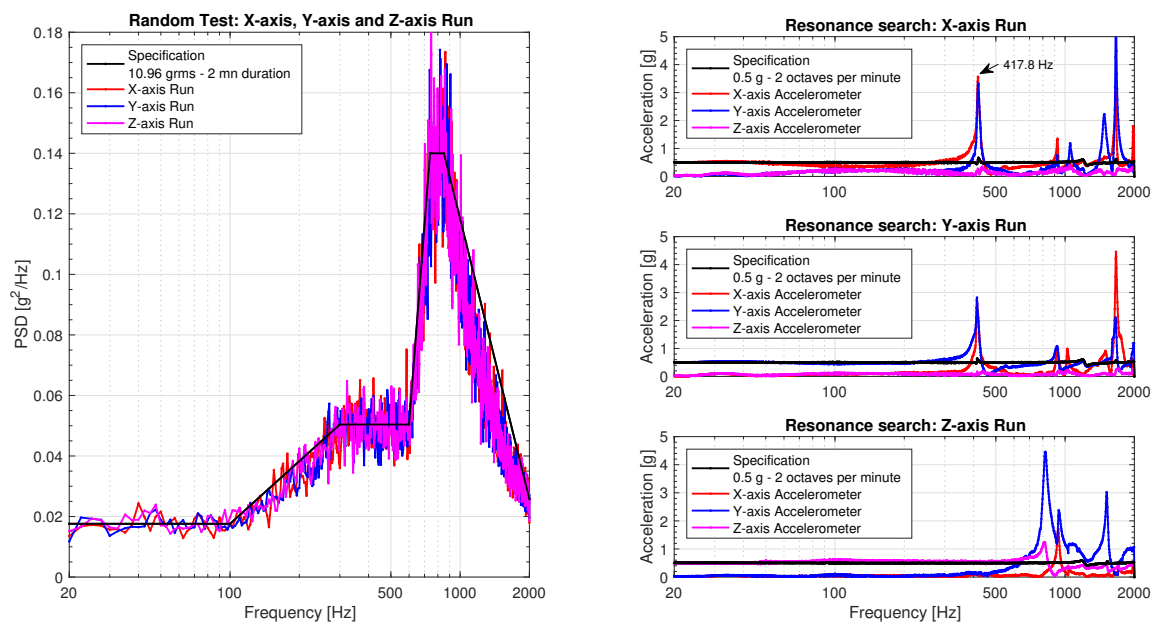 Random Test: X-axis, Y-axis and Z-axis Run
0.18
0.16
0.14
0.12
0.1
0.08
0.06
0.04
0.02
0
PSD [g2/Hz]
Specification
10.96 grms - 2 mn duration
X-axis Run
Y-axis Run
Z-axis Run
20 100 500 1000 2000
Frequency [Hz]
Resonance search: X-axis Run
5
4
3
2
1
0
Acceleration [g]
Specification
0.5 g - 2 octaves per minute
X-axis Accelerometer
Y-axis Accelerometer
Z-axis Accelerometer
417.8 Hz
20 100 500 1000 2000
Resonance search: Y-axis Run
5
4
3
2
1
0
Acceleration [g]
Specification
0.5 g - 2 octaves per minute
X-axis Accelerometer
Y-axis Accelerometer
Z-axis Accelerometer
20 100 500 1000 2000
Resonance search: Z-axis Run
5
4
3
2
1
0
Acceleration [g]
Specification
0.5 g - 2 octaves per minute
X-axis Accelerometer
Y-axis Accelerometer
Z-axis Accelerometer
20 100 500 1000 2000
Frequency [Hz]